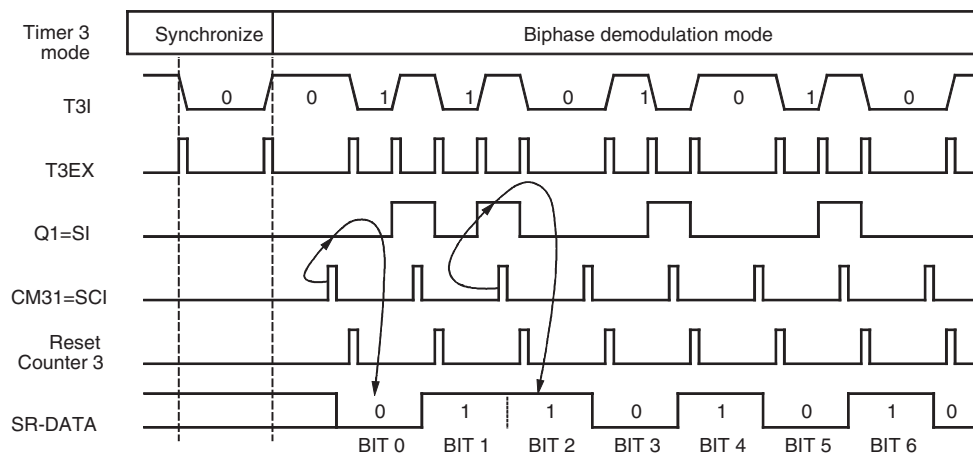 Timer 3
mode
Synchronize
Biphase demodulation mode
T3I
0 0 1 1 0 1 0 1 0
T3EX
Q1=SI
CM31=SCI
Reset
Counter 3
SR-DATA
0 1 1 0 1 0 1 0
BIT 0 BIT 1 BIT 2 BIT 3 BIT 4 BIT 5 BIT 6